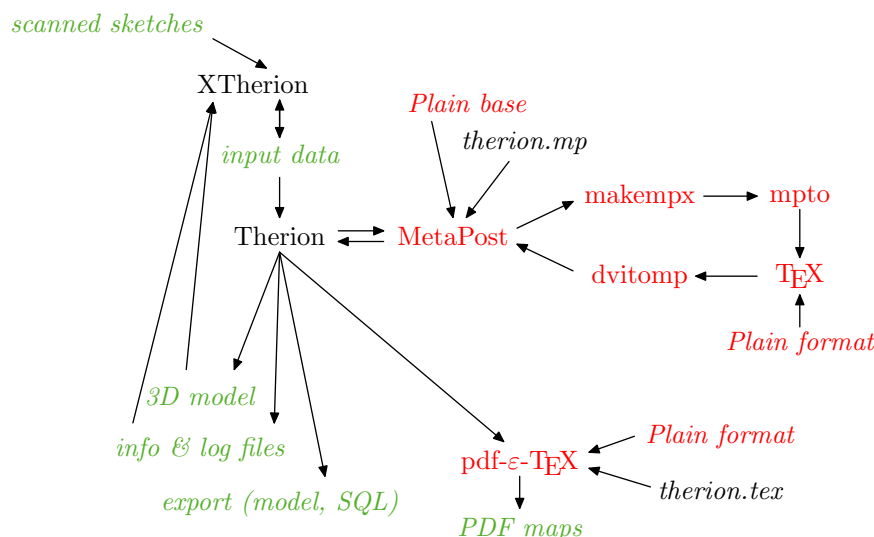 scanned sketches
XTherion
Plain base
therion.mp
input data
makempx
mpto
Therion
MetaPost
dvitomp
TEX
Plain format
3D model
info & log files
Plain format
pdf-ε-TEX
export (model, SQL)
therion.tex
PDF maps